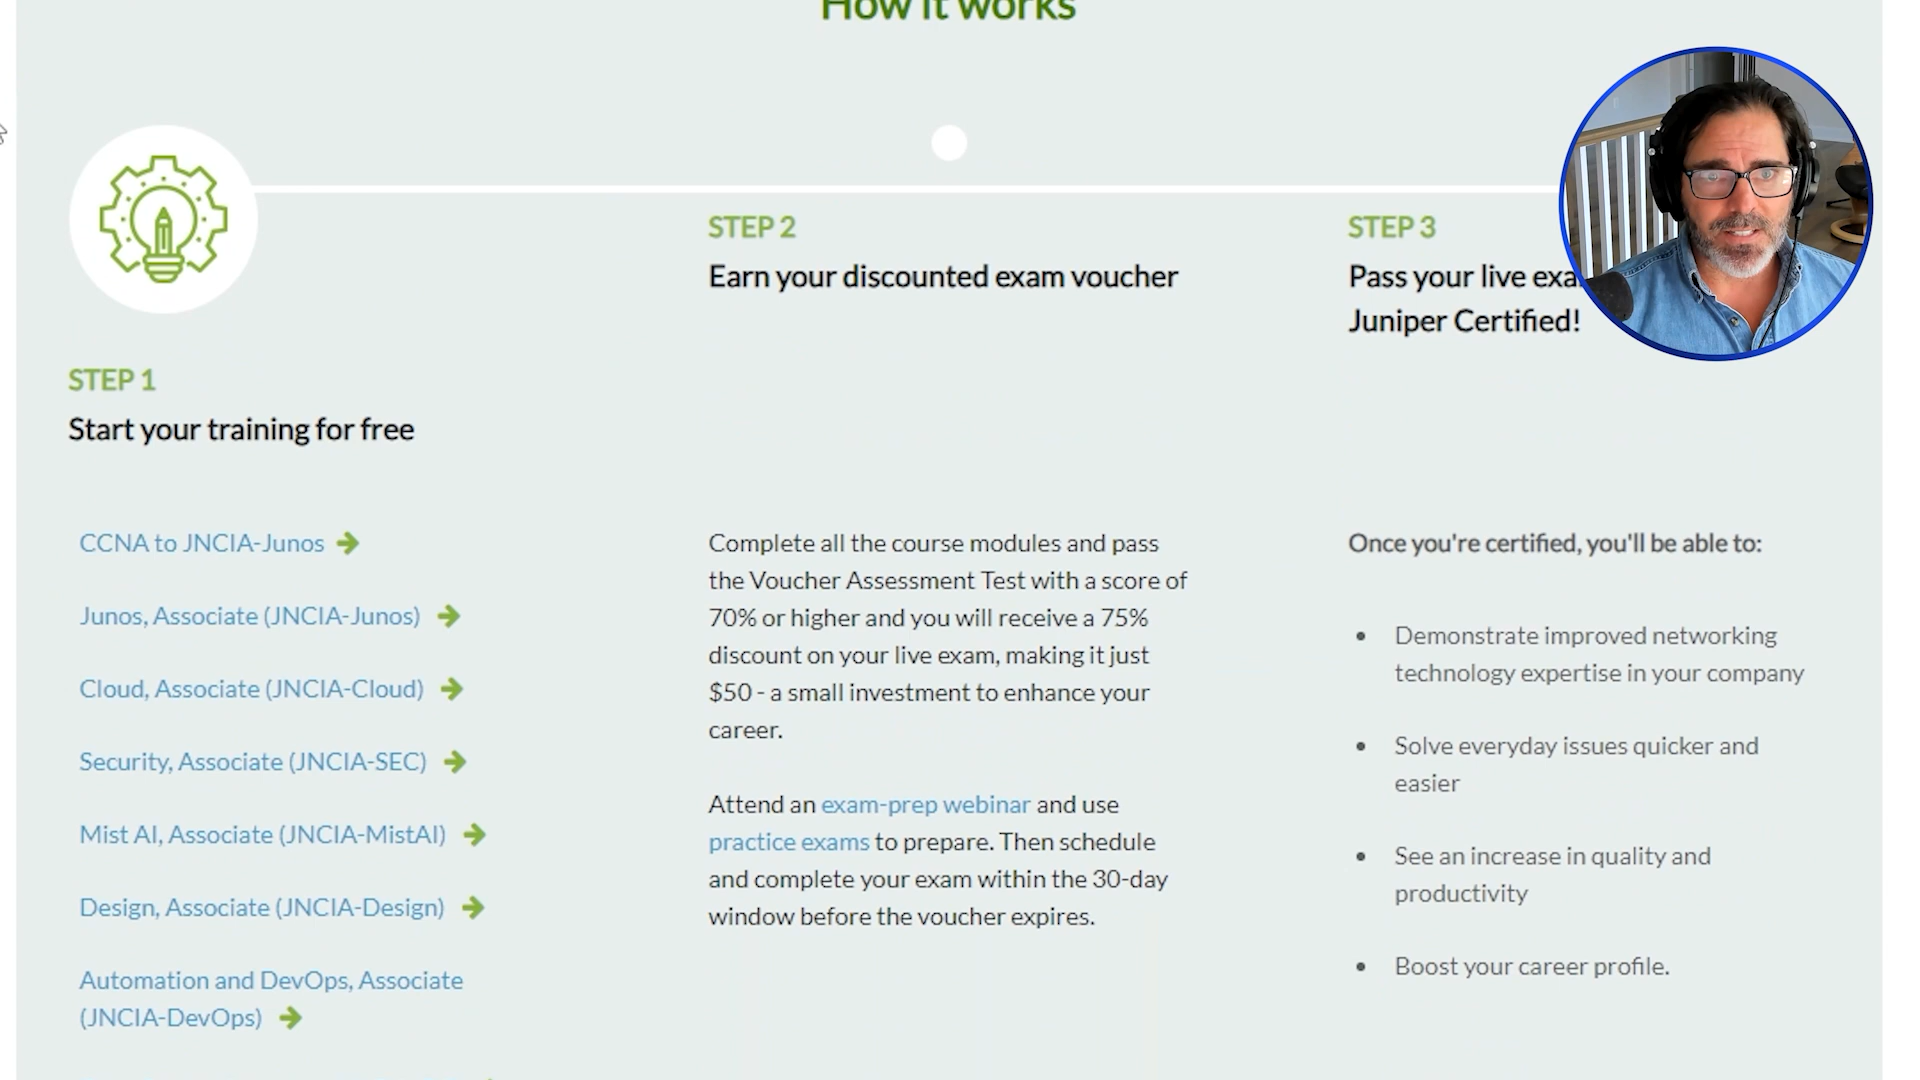 How it works
STEP 1
Start your training for free
CCNA to JNCIA-Junos
Junos, Associate (JNCIA-Junos)
Cloud, Associate (JNCIA-Cloud)
Security, Associate (JNCIA-SEC)
Mist AI, Associate (JNCIA-MistAI)
Design, Associate (JNCIA-Design)
Automation and DevOps, Associate
(JNCIA-DevOps)
STEP 2
Earn your discounted exam voucher
Complete all the course modules and pass
the Voucher Assessment Test with a score of
70% or higher and you will receive a 75%
discount on your live exam, making it just
$50 - a small investment to enhance your
career.
Attend an exam-prep webinar and use
practice exams to prepare. Then schedule
and complete your exam within the 30-day
window before the voucher expires.
STEP 3
Pass your live
Juniper Certified!
Once you're certified, you'll be able to:
Demonstrate improved networking
technology expertise in your company
Solve everyday issues quicker and
easier
See an increase in quality and
productivity
Boost your career profile.